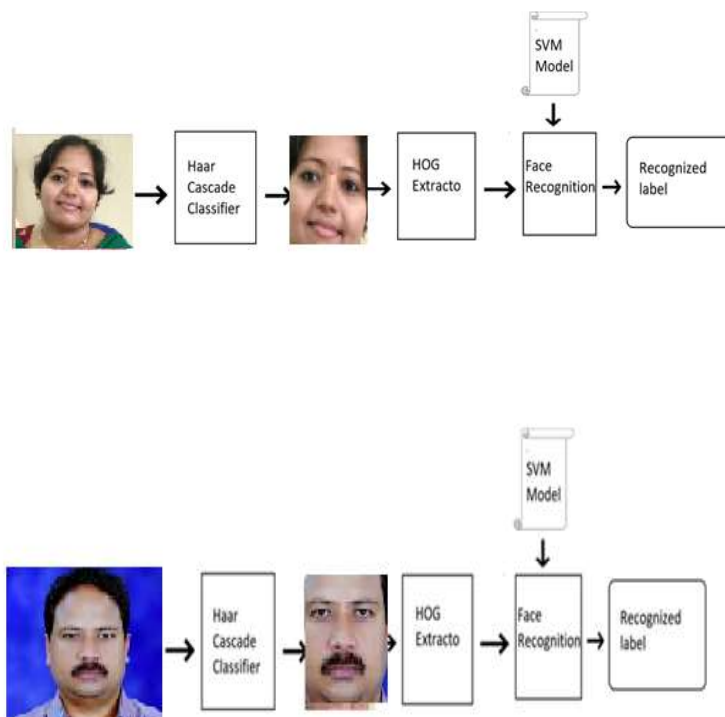 SVM
Model
Haar
Cascade
Classifier
HOG
Extracto
Face
Recognition
Recognized
label
SVM
Model
Haar
Cascade
Classifier
HOG
Extracto
Face
Recognition
Recognized
label